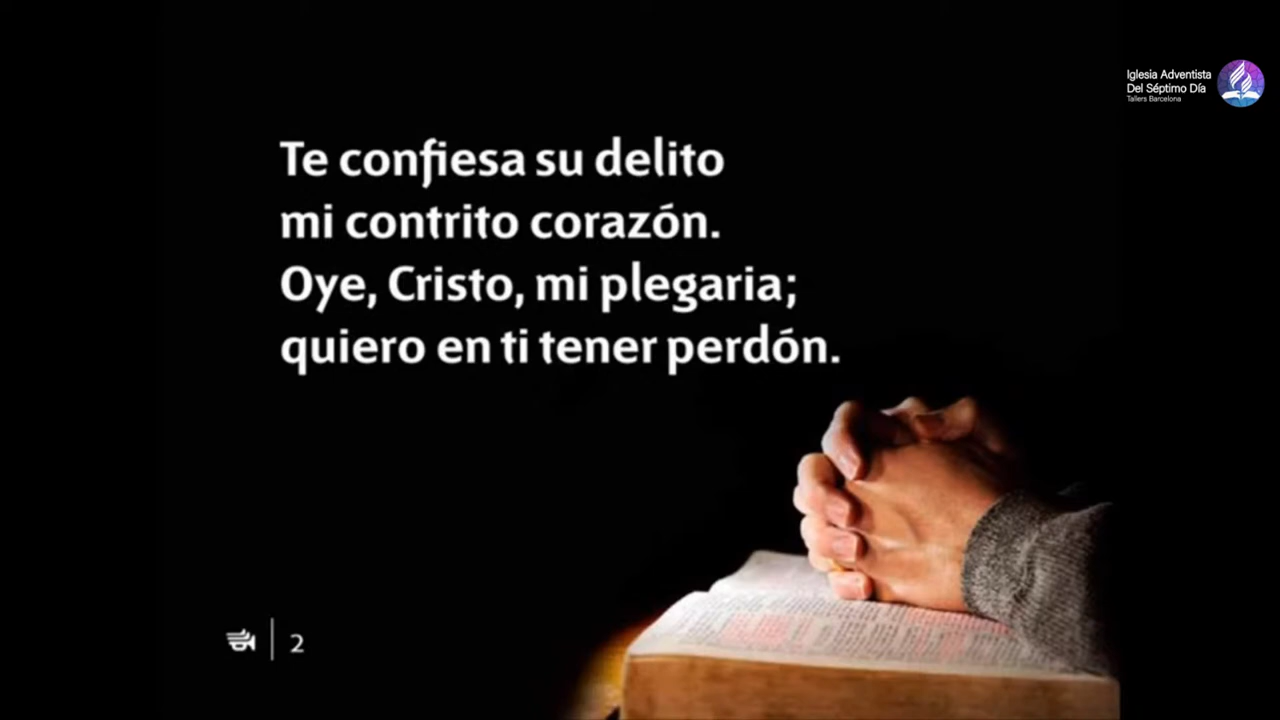 Iglesia Adventista
Del Séptimo Día
Tallers Barcelona
Te confiesa su delito
mi contrito corazón.
Oye, Cristo, mi plegaria;
quiero en ti tener perdón.
2